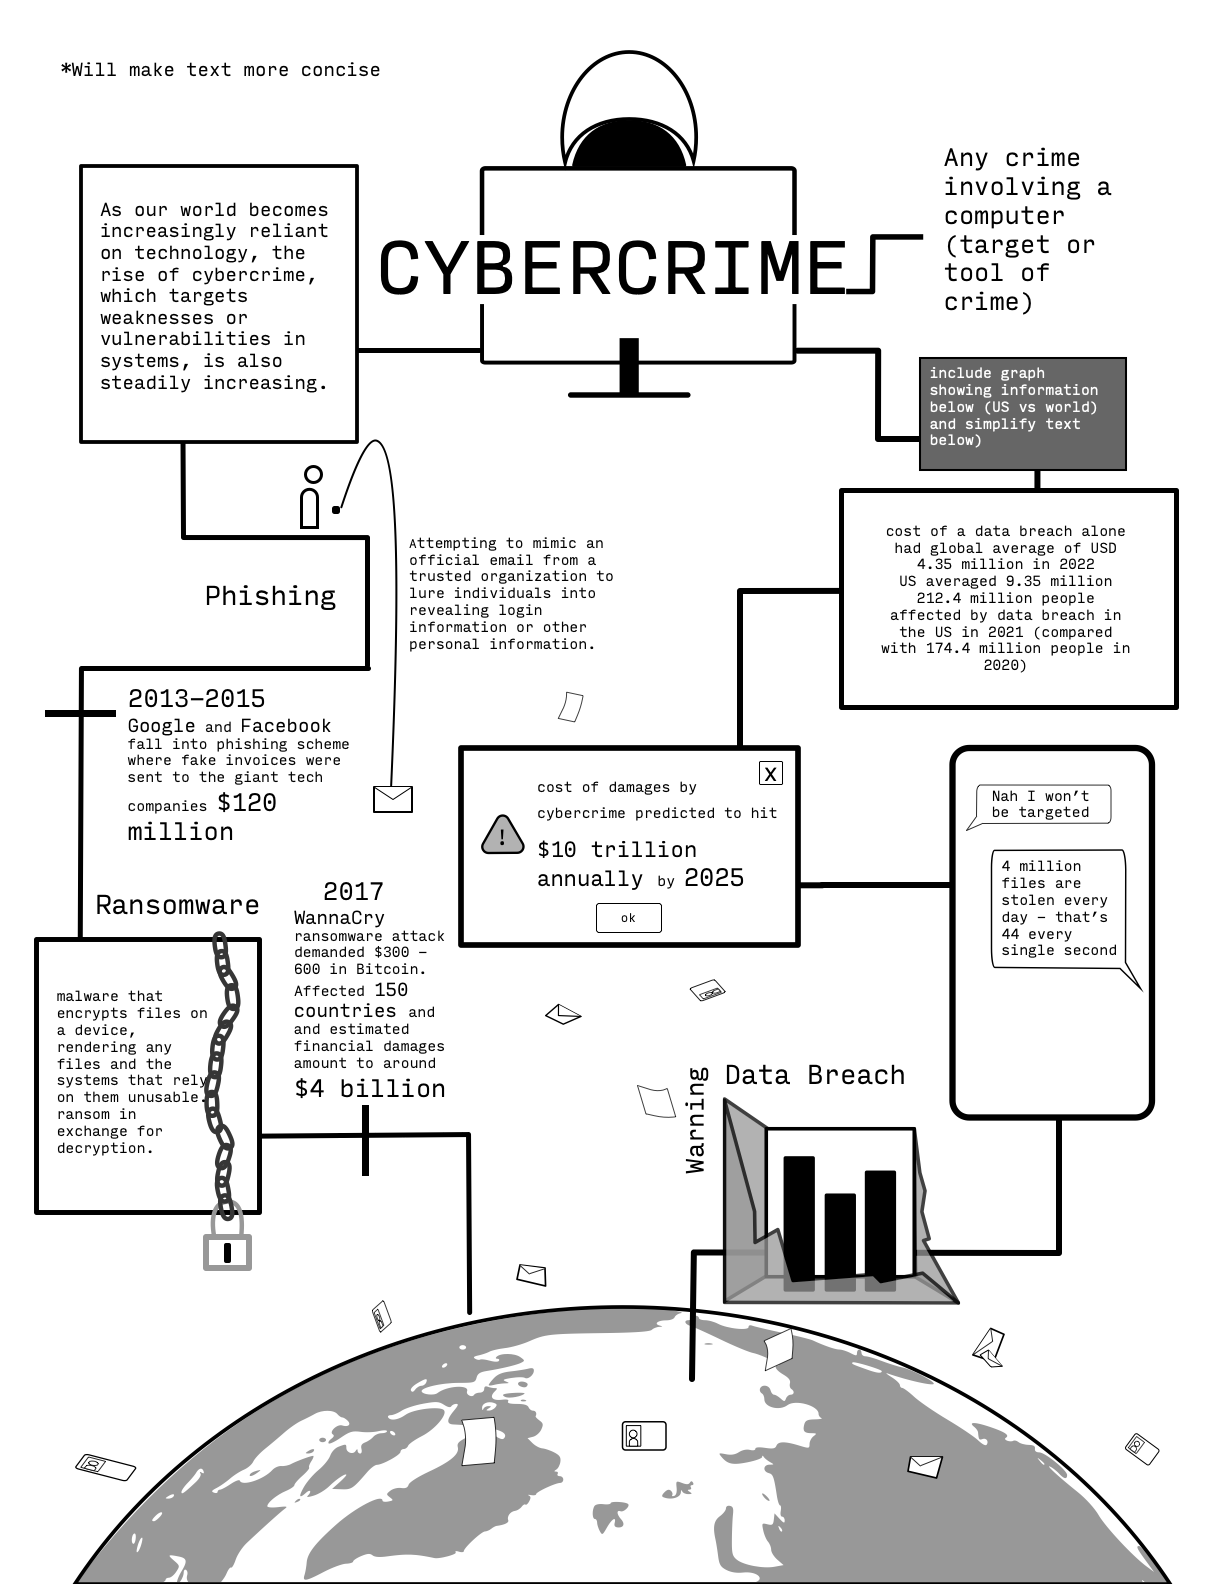 *Will make text more concise
CYBERCRIME
Any crime
involving a
computer
(target or
tool of
crime)
As our world becomes
increasingly reliant
on technology, the
rise of cybercrime,
which targets
weaknesses or
vulnerabilities in
systems, is also
steadily increasing.
include graph
showing information
below (US vs world)
and simplify text
below)
cost of a data breach alone
had global average of USD
4.35 million in 2022
US averaged 9.35 million
212.4 million people
affected by data breach in
the US in 2021 (compared
with 174.4 million people in
2020)
Phishing
Attempting to mimic an
official email from a
trusted organization to
lure individuals into
revealing login
information or other
personal information.
2013–2015
Google and Facebook
fall into phishing scheme
where fake invoices were
sent to the giant tech
companies $120
million
X
cost of damages by
cybercrime predicted to hit
!
$10 trillion
annually by 2025
ok
Nah I won’t
be targeted
4 million
files are
stolen every
day – that’s
44 every
single second
Ransomware
malware that
encrypts files on
a device,
rendering any
files and the
systems that rely
on them unusable.
ransom in
exchange for
decryption.
2017
WannaCry
ransomware attack
demanded $300 –
600 in Bitcoin.
Affected 150
countries and
and estimated
financial damages
amount to around
$4 billion
Warning
Data Breach